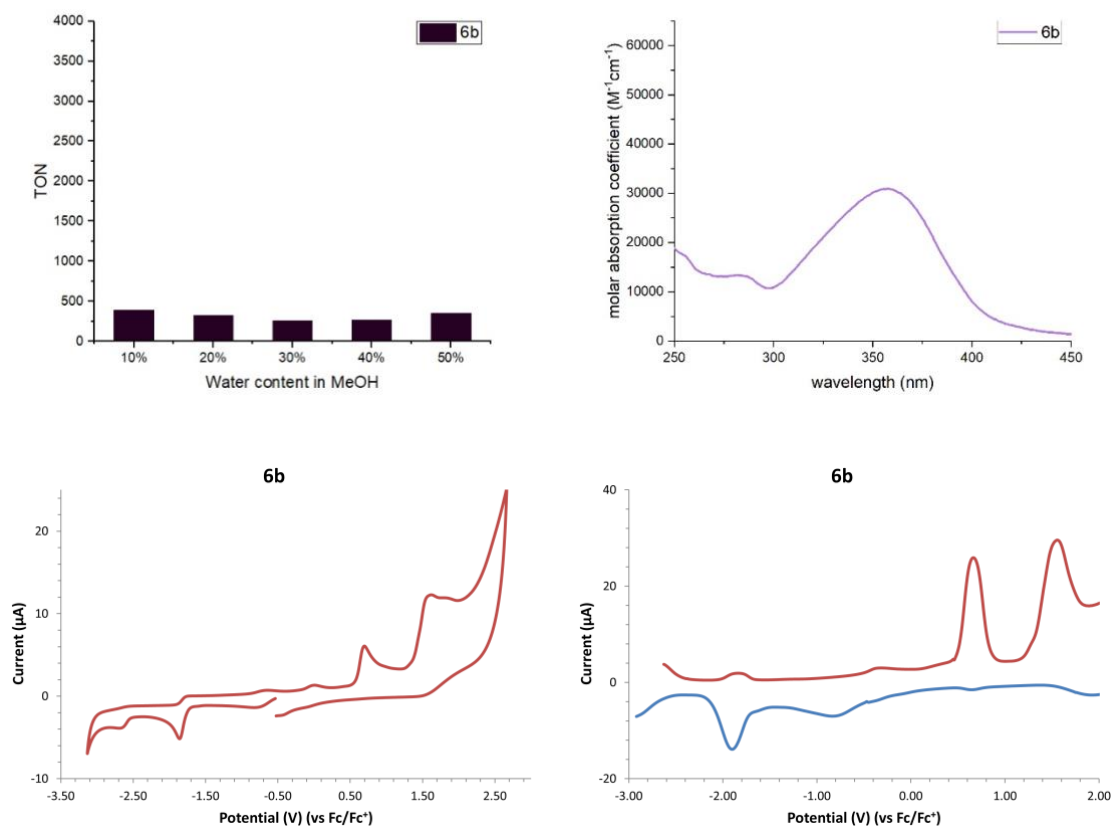 4000
3500
3000
2500
2000
1500
1000
500
0
TON
10% 20% 30% 40% 50%
Water content in MeOH
6b
60000
50000
40000
30000
20000
10000
0
molar absorption coefficient (M⁻¹cm⁻¹)
250 300 350 400 450
wavelength (nm)
6b
6b
20
10
0
-10
Current (µA)
-3.50 -2.50 -1.50 -0.50 0.50 1.50 2.50
Potential (V) (vs Fc/Fc⁺)
6b
40
20
0
-20
Current (µA)
-3.00 -2.00 -1.00 0.00 1.00 2.00
Potential (V) (vs Fc/Fc⁺)